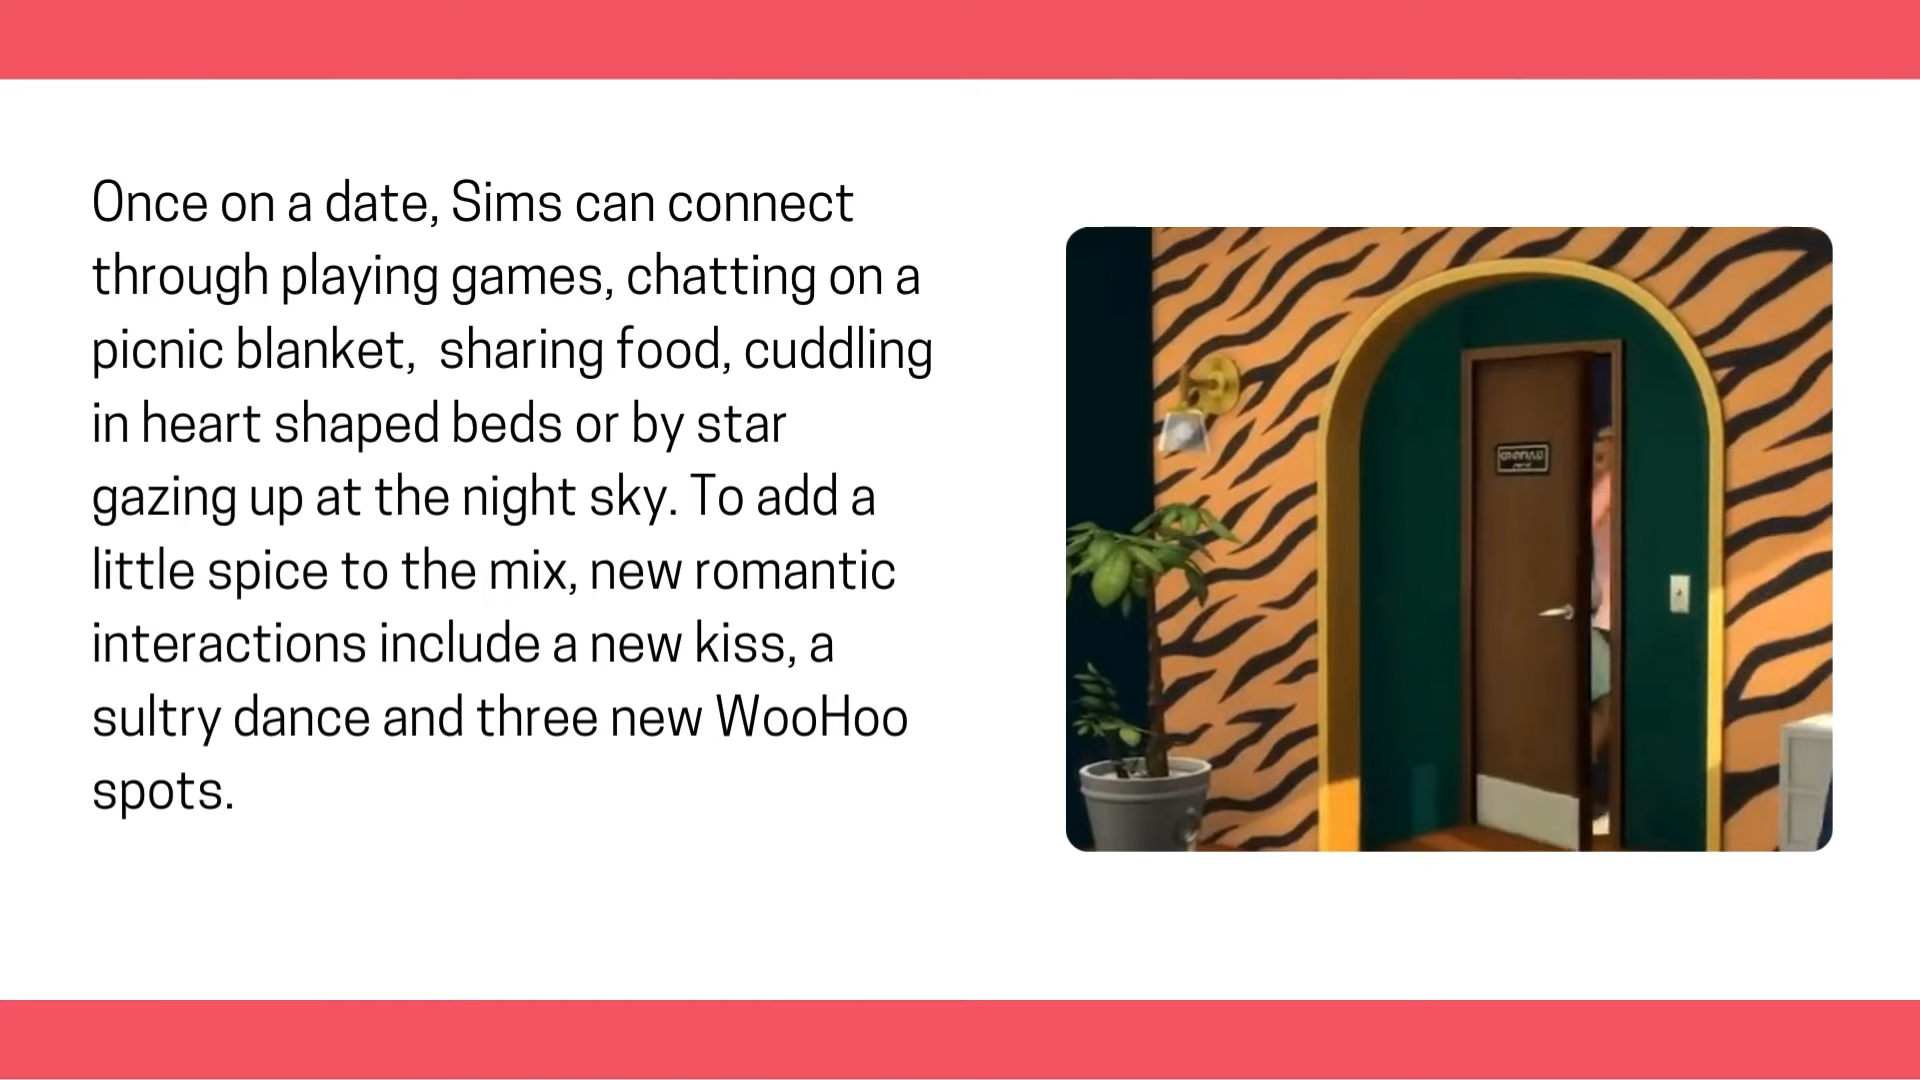 Once on a date, Sims can connect
through playing games, chatting on a
picnic blanket,  sharing food, cuddling
in heart shaped beds or by star
gazing up at the night sky. To add a
little spice to the mix, new romantic
interactions include a new kiss, a
sultry dance and three new WooHoo
spots.